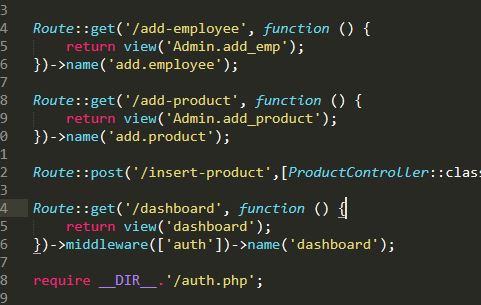 3
4 Route::get('/add-employee', function () {
5     return view('Admin.add_emp');
6 })->name('add.employee');
7
8 Route::get('/add-product', function () {
9     return view('Admin.add_product');
0 })->name('add.product');
1
2 Route::post('/insert-product',[ProductController::clas
3
4 Route::get('/dashboard', function () {
5     return view('dashboard');
6 })->middleware(['auth'])->name('dashboard');
7
8 require __DIR__.'/auth.php';
9